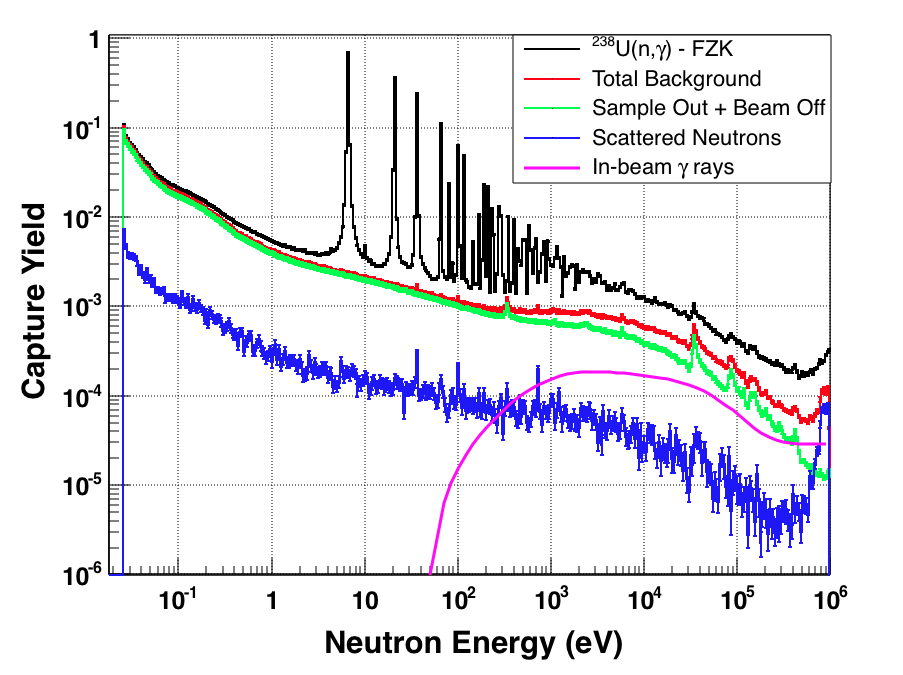 1
10⁻¹
10⁻²
10⁻³
10⁻⁴
10⁻⁵
10⁻⁶
Capture Yield
²³⁸U(n,γ) - FZK
Total Background
Sample Out + Beam Off
Scattered Neutrons
In-beam γ rays
10⁻¹ 1 10 10² 10³ 10⁴ 10⁵ 10⁶
Neutron Energy (eV)